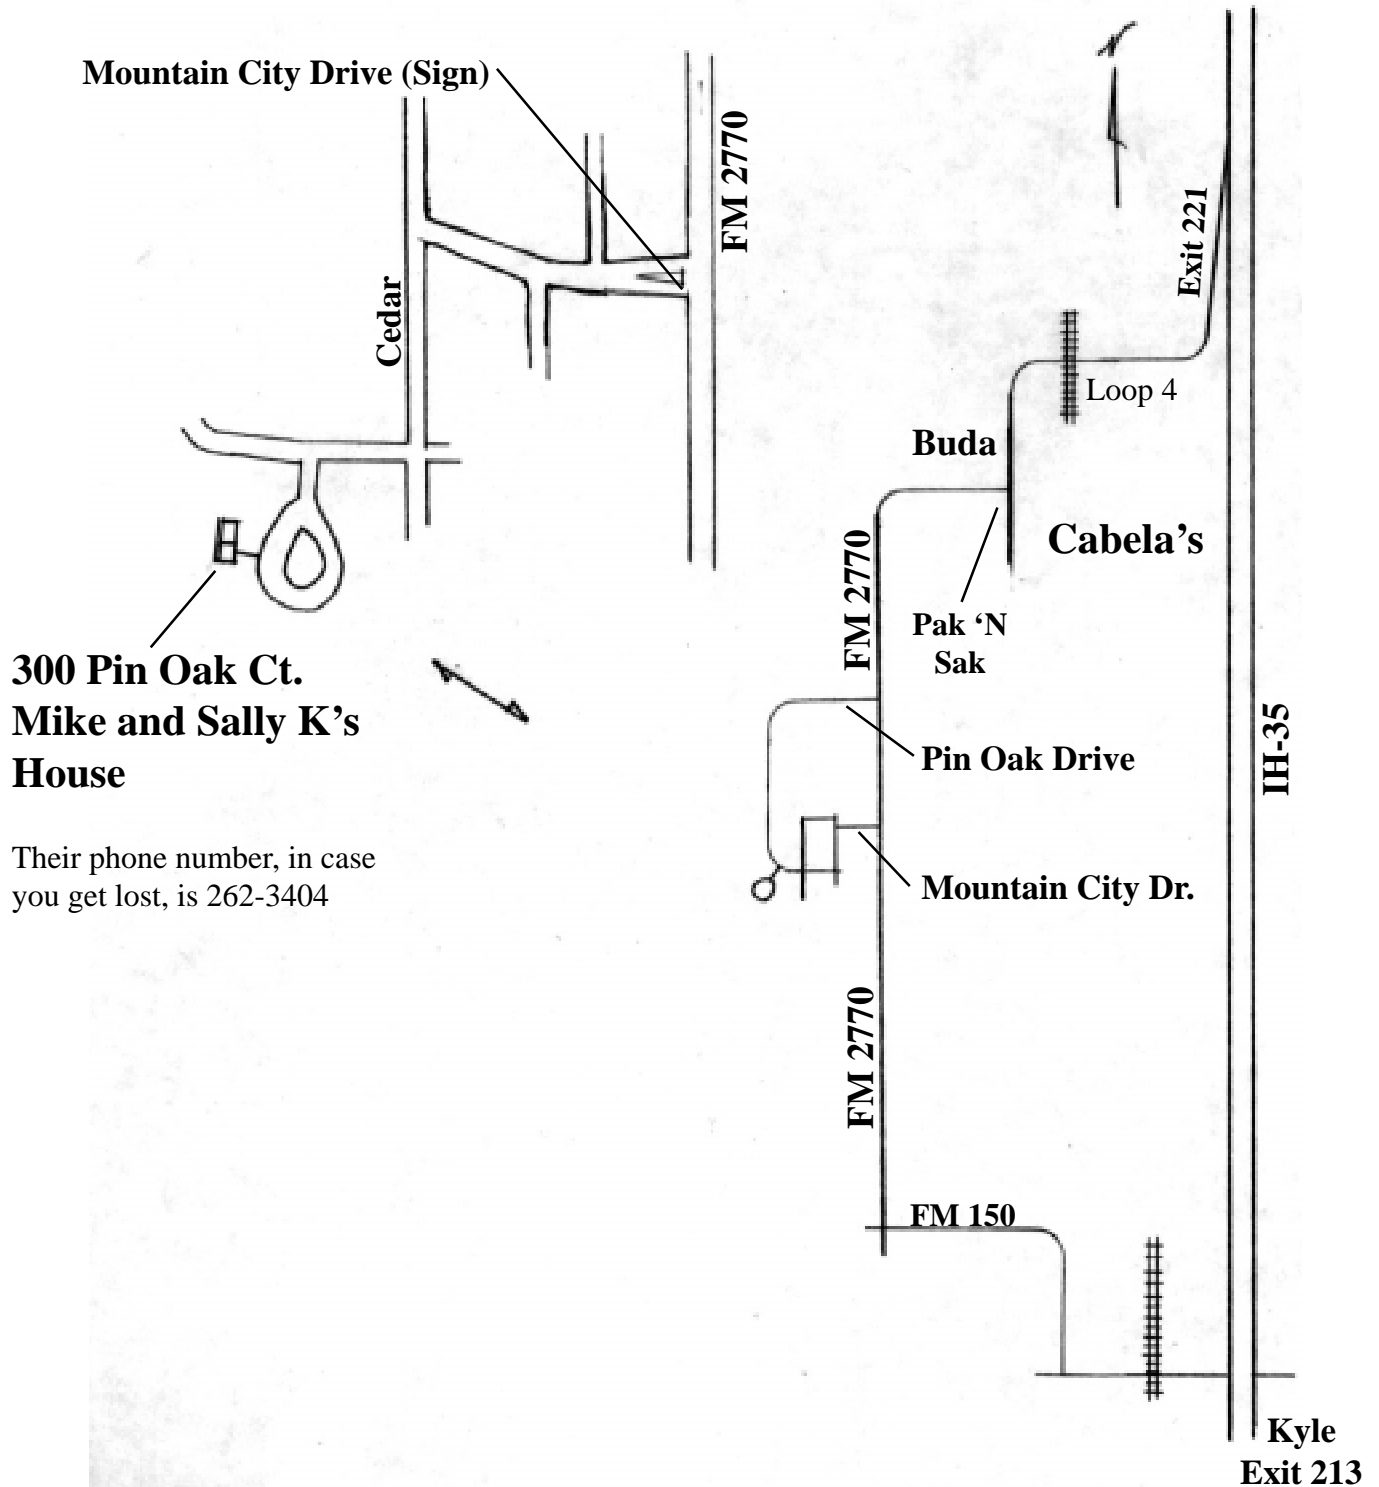 Mountain City Drive (Sign)
FM 2770
Cedar
Exit 221
Loop 4
Buda
Cabela’s
FM 2770
Pak ‘N
Sak
300 Pin Oak Ct.
Mike and Sally K’s
House
Pin Oak Drive
IH-35
Their phone number, in case
you get lost, is 262-3404
Mountain City Dr.
FM 2770
FM 150
Kyle
Exit 213